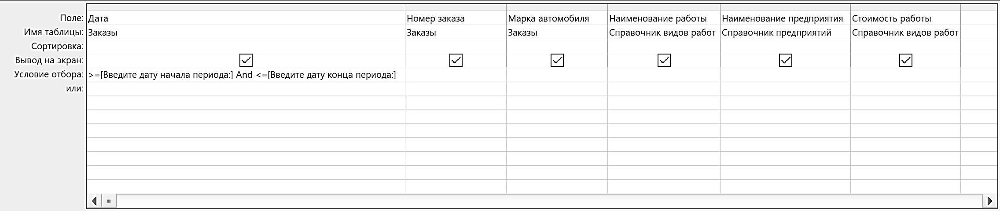 Поле: Дата Номер заказа Марка автомобиля Наименование работы Наименование предприятия Стоимость работы
Имя таблицы: Заказы Заказы Заказы Справочник видов работ Справочник предприятий Справочник видов работ
Сортировка:
Вывод на экран:
Условие отбора: >=[Введите дату начала периода:] And <=[Введите дату конца периода:]
или: